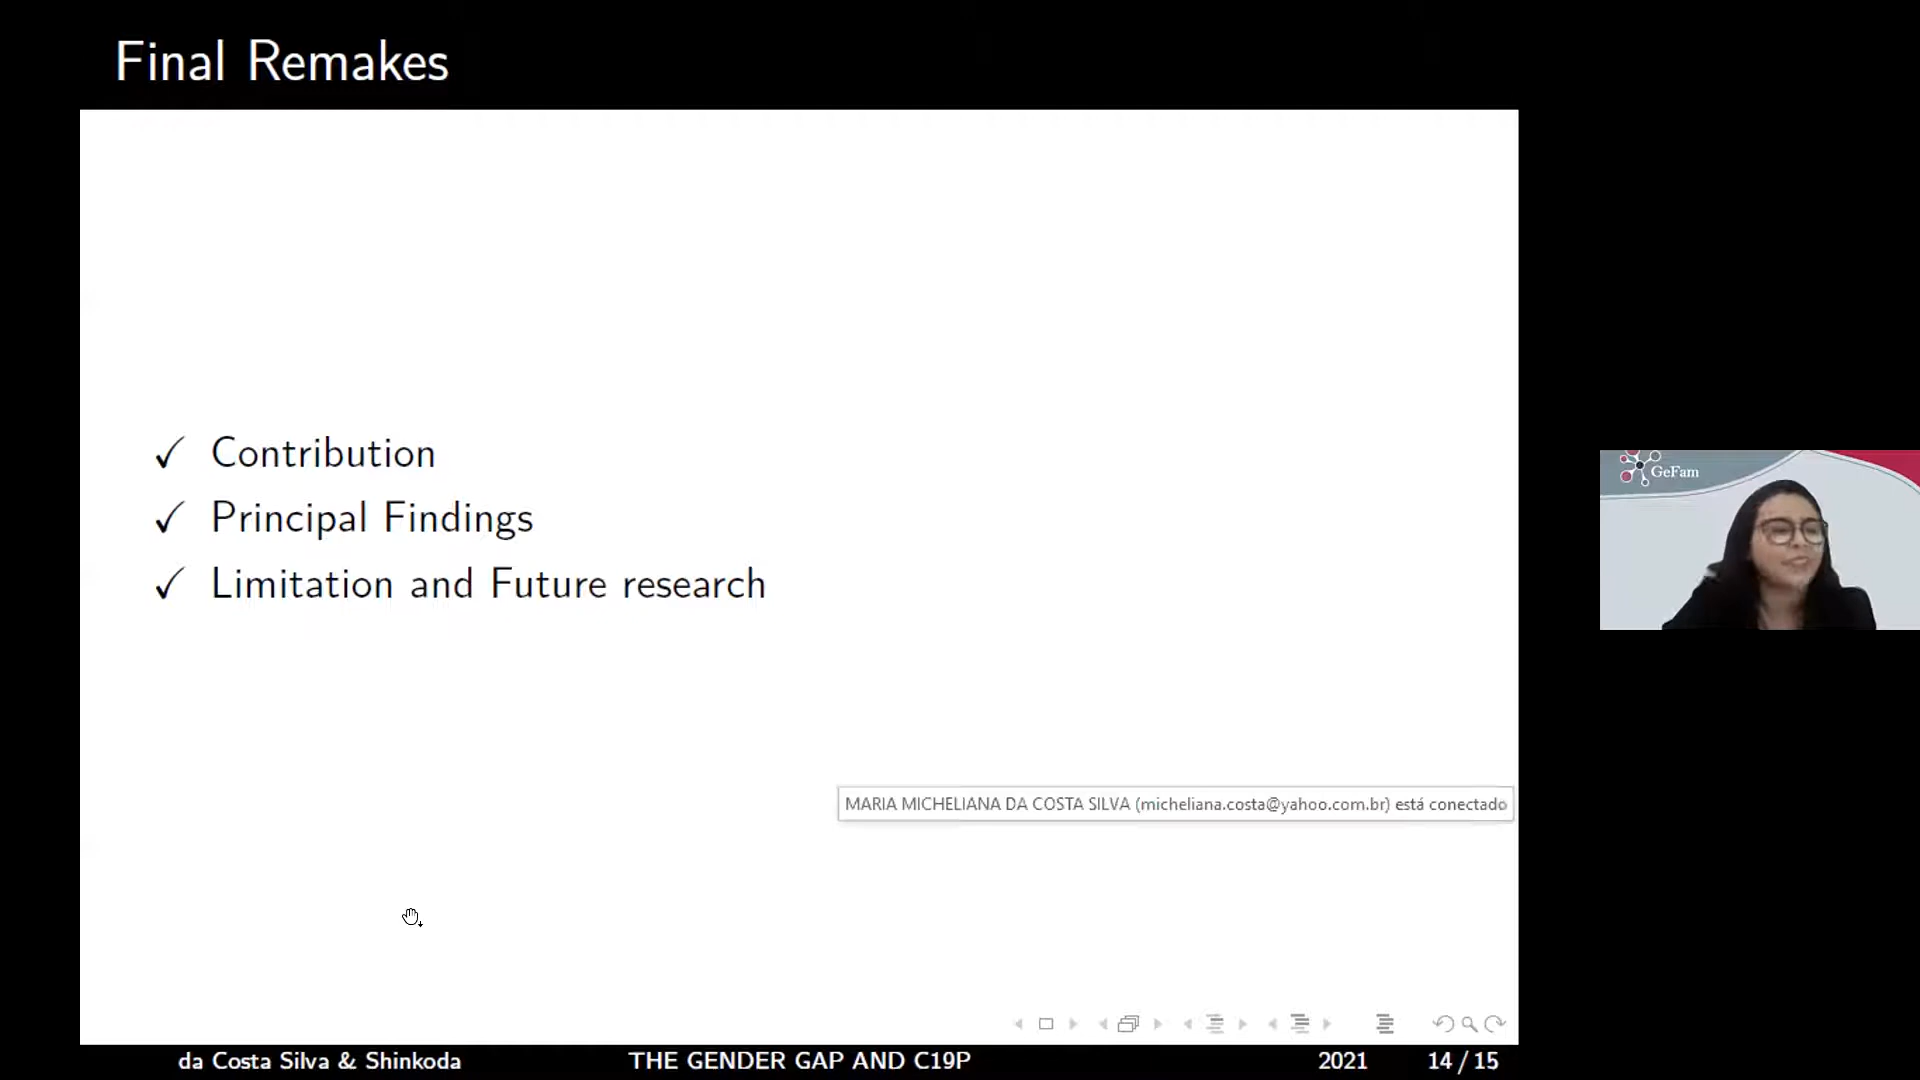 Final Remakes
✓ Contribution
✓ Principal Findings
✓ Limitation and Future research
GeFam
MARIA MICHELIANA DA COSTA SILVA (micheliana.costa@yahoo.com.br) está conectado
da Costa Silva & Shinkoda THE GENDER GAP AND C19P 2021 14 / 15